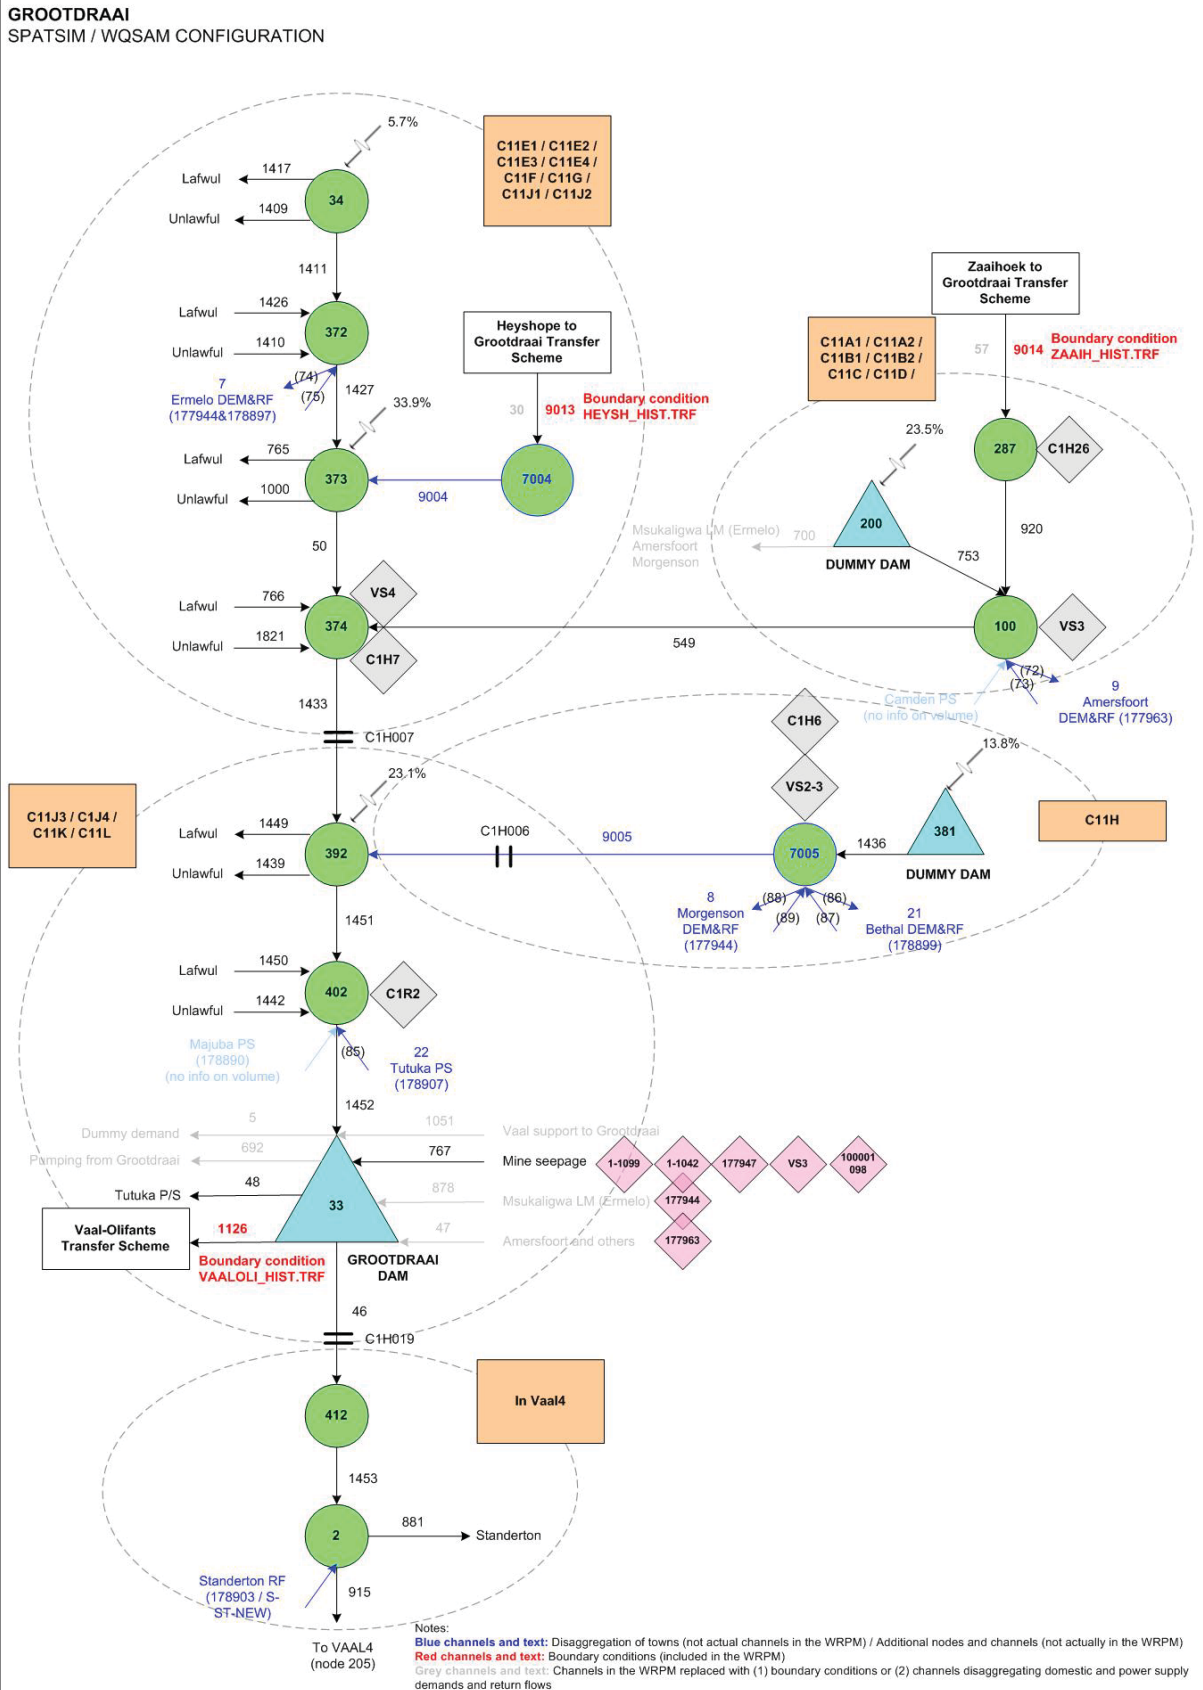 GROOTDRAAI
SPATSIM / WQSAM CONFIGURATION
5.7%
C11E1 / C11E2 /
C11E3 / C11E4 /
C11F / C11G /
C11J1 / C11J2
Lafwul
1417
34
Unlawful
1409
1411
Lafwul
1426
372
Unlawful
1410
(74)
(75)
7
Ermelo DEM&RF
(177944&178897)
1427
33.9%
Heyshope to
Grootdraai Transfer
Scheme
30
9013
Boundary condition
HEYSH_HIST.TRF
Lafwul
765
373
Unlawful
1000
9004
7004
50
Lafwul
766
374
Unlawful
1821
VS4
C1H7
549
Zaaihoek to
Grootdraai Transfer
Scheme
57
9014
Boundary condition
ZAAIH_HIST.TRF
C11A1 / C11A2 /
C11B1 / C11B2 /
C11C / C11D /
23.5%
287
C1H26
200
DUMMY DAM
Msukaligwa LM (Ermelo)
Amersfoort
Morgenson
700
753
920
100
VS3
(72)
(73)
Camden PS
(no info on volume)
9
Amersfoort
DEM&RF (177963)
1433
C1H007
C1H6
VS2-3
13.8%
C11H
C11J3 / C1J4 /
C11K / C11L
23.1%
Lafwul
1449
392
Unlawful
1439
C1H006
9005
7005
1436
381
DUMMY DAM
8
Morgenson
DEM&RF
(177944)
(88)
(89)
(86)
(87)
21
Bethal DEM&RF
(178899)
1451
Lafwul
1450
402
Unlawful
1442
C1R2
Majuba PS
(178890)
(no info on volume)
(85)
22
Tutuka PS
(178907)
1452
Dummy demand
5
1051
Vaal support to Grootdraai
Pumping from Grootdraai
692
767
Mine seepage
1-1099
1-1042
177947
VS3
100001
098
Tutuka P/S
48
33
878
Msukaligwa LM (Ermelo)
177944
Vaal-Olifants
Transfer Scheme
1126
47
Amersfoort and others
177963
Boundary condition
VAALOLI_HIST.TRF
GROOTDRAAI
DAM
46
C1H019
In Vaal4
412
1453
2
881
Standerton
Standerton RF
(178903 / S-
ST-NEW)
915
To VAAL4
(node 205)
Notes:
Blue channels and text: Disaggregation of towns (not actual channels in the WRPM) / Additional nodes and channels (not actually in the WRPM)
Red channels and text: Boundary conditions (included in the WRPM)
Grey channels and text: Channels in the WRPM replaced with (1) boundary conditions or (2) channels disaggregating domestic and power supply
demands and return flows